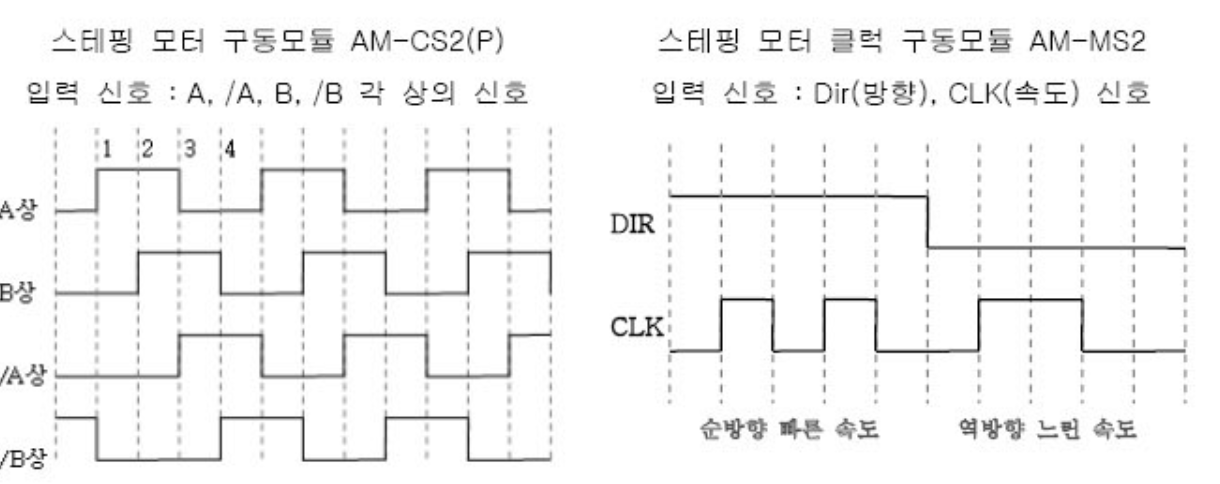 스테핑 모터 구동모듈 AM-CS2(P)
입력 신호 : A, /A, B, /B 각 상의 신호
1 2 3 4
A상
B상
/A상
/B상
스테핑 모터 클럭 구동모듈 AM-MS2
입력 신호 : Dir(방향), CLK(속도) 신호
DIR
CLK
순방향 빠른 속도
역방향 느린 속도